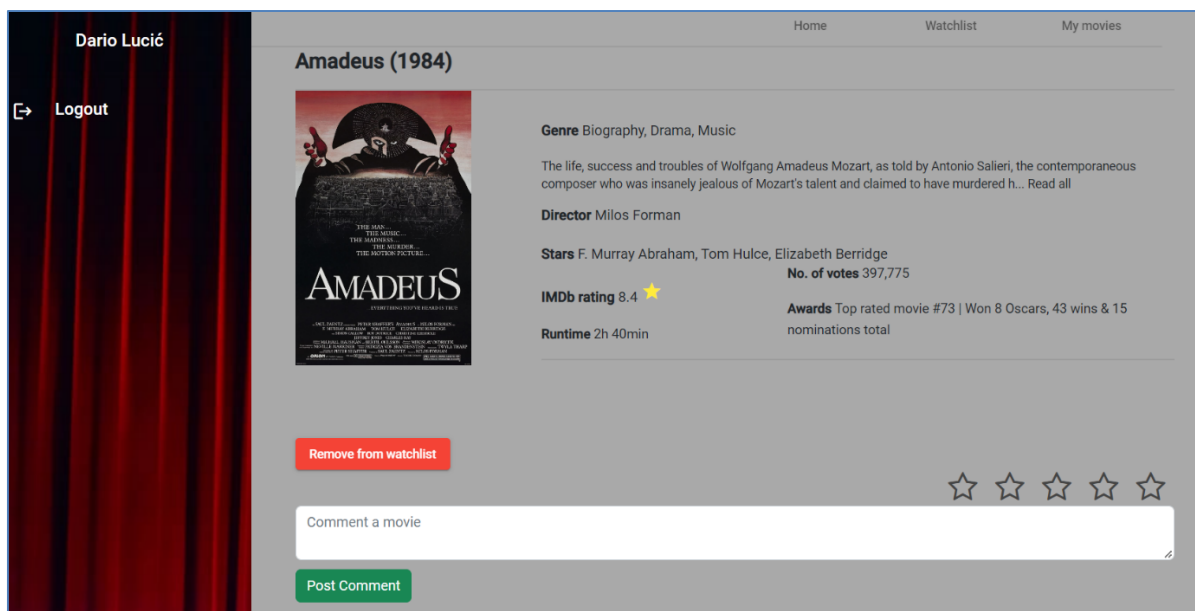 Dario Lucić
Logout
Home Watchlist My movies
Amadeus (1984)
THE MAN...
THE MUSIC...
THE MADNESS...
THE MURDER...
THE MOTION PICTURE...
AMADEUS
Genre Biography, Drama, Music
The life, success and troubles of Wolfgang Amadeus Mozart, as told by Antonio Salieri, the contemporaneous
composer who was insanely jealous of Mozart's talent and claimed to have murdered h... Read all
Director Milos Forman
Stars F. Murray Abraham, Tom Hulce, Elizabeth Berridge
No. of votes 397,775
IMDb rating 8.4
Awards Top rated movie #73 | Won 8 Oscars, 43 wins & 15
nominations total
Runtime 2h 40min
Remove from watchlist
Comment a movie
Post Comment